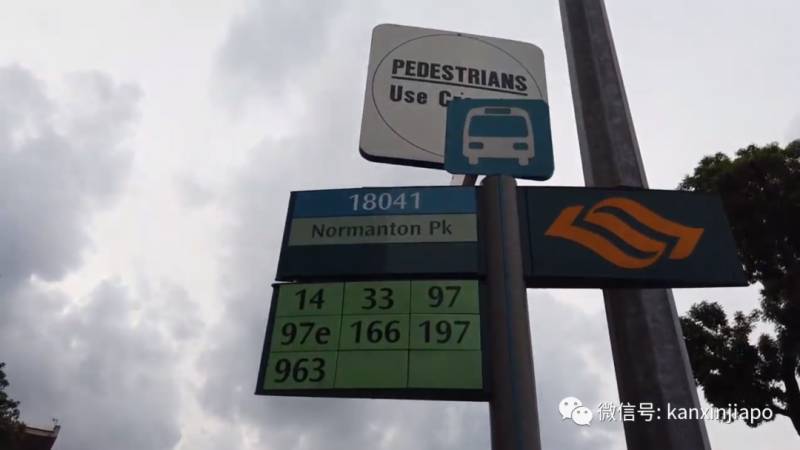 PEDESTRIANS
Use
18041
Normanton Pk
14 33 97
97e 166 197
963
微信号: kanxinjiapo